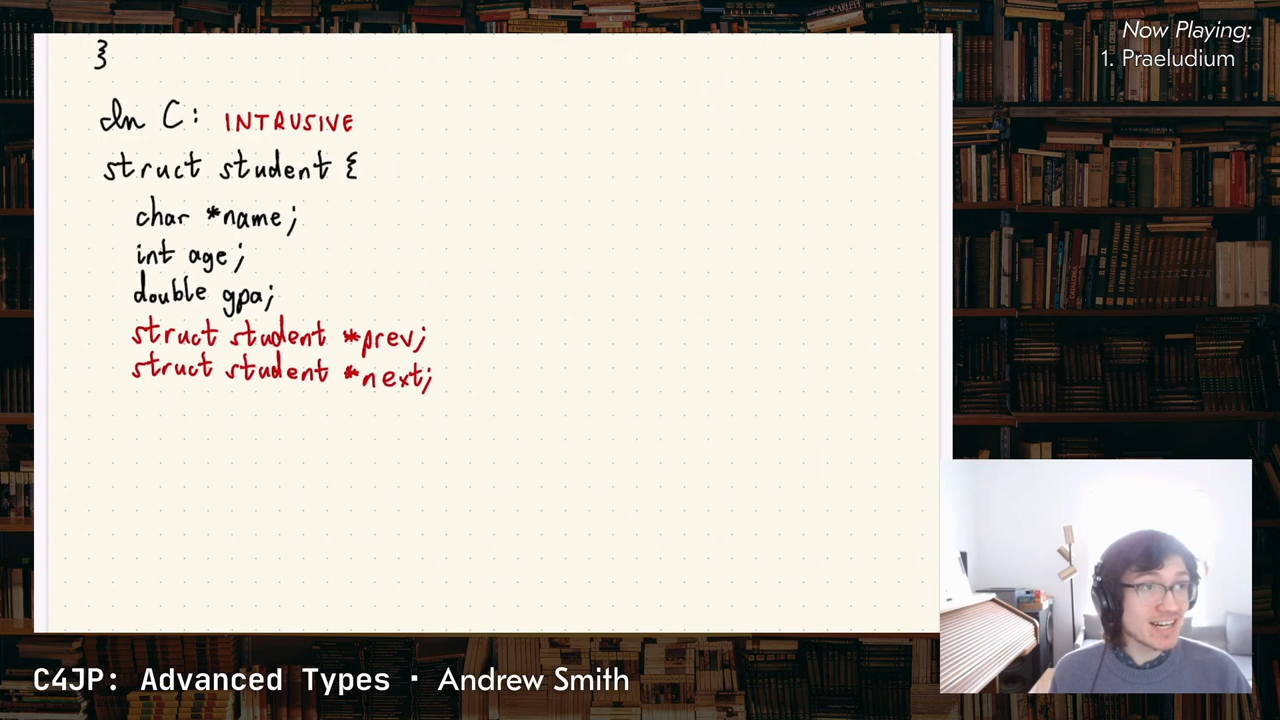 Now Playing:
1. Praeludium
}
In C: INTRUSIVE
struct student {
char *name;
int age;
double gpa;
struct student *prev;
struct student *next;
C4JP: Advanced Types · Andrew Smith